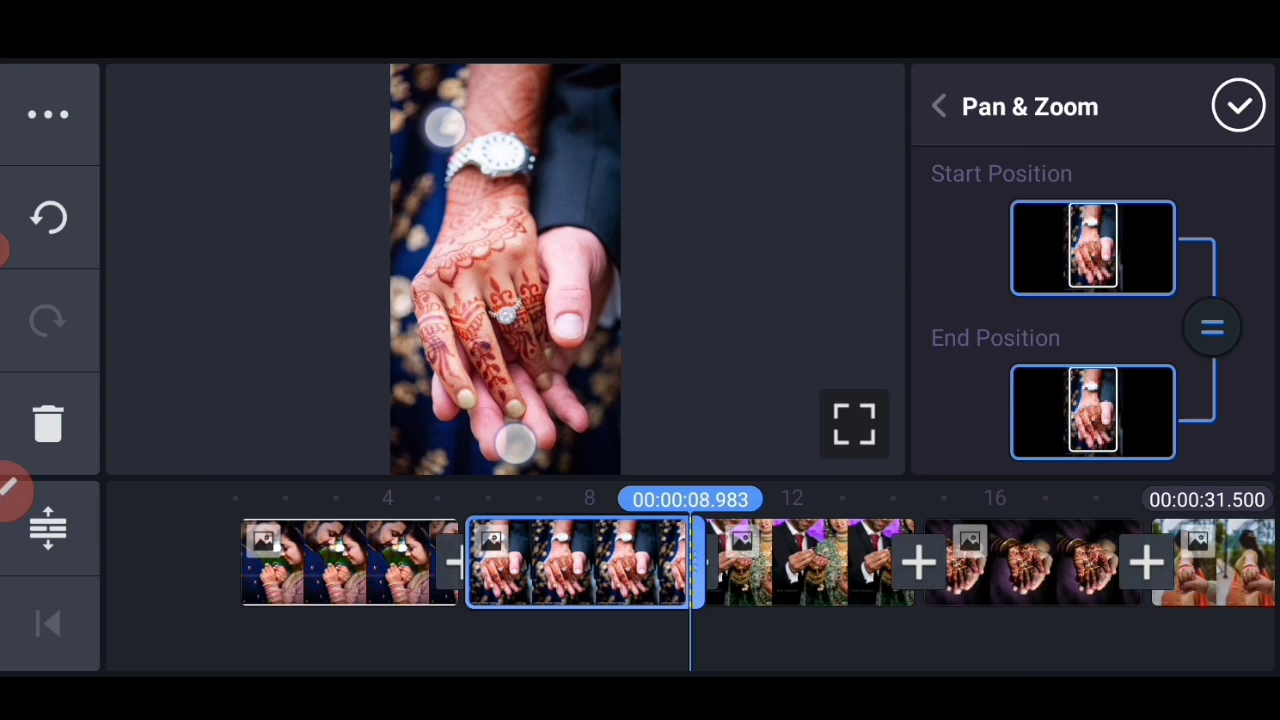 Pan & Zoom
Start Position
End Position
4
8
00:00:08.983
12
16
00:00:31.500